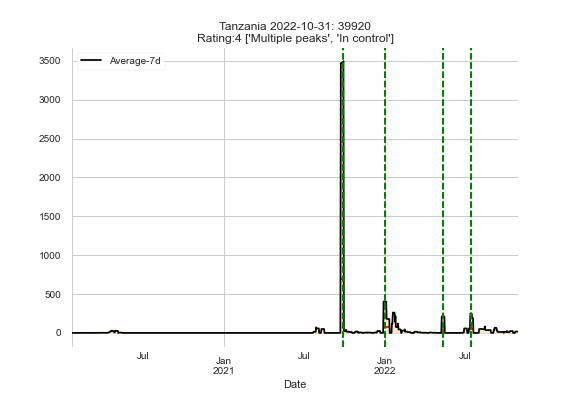 Tanzania 2022-10-31: 39920
Rating:4 ['Multiple peaks', 'In control']
Average-7d
3500
3000
2500
2000
1500
1000
500
0
Jul
Jan
2021
Jul
Jan
2022
Jul
Date